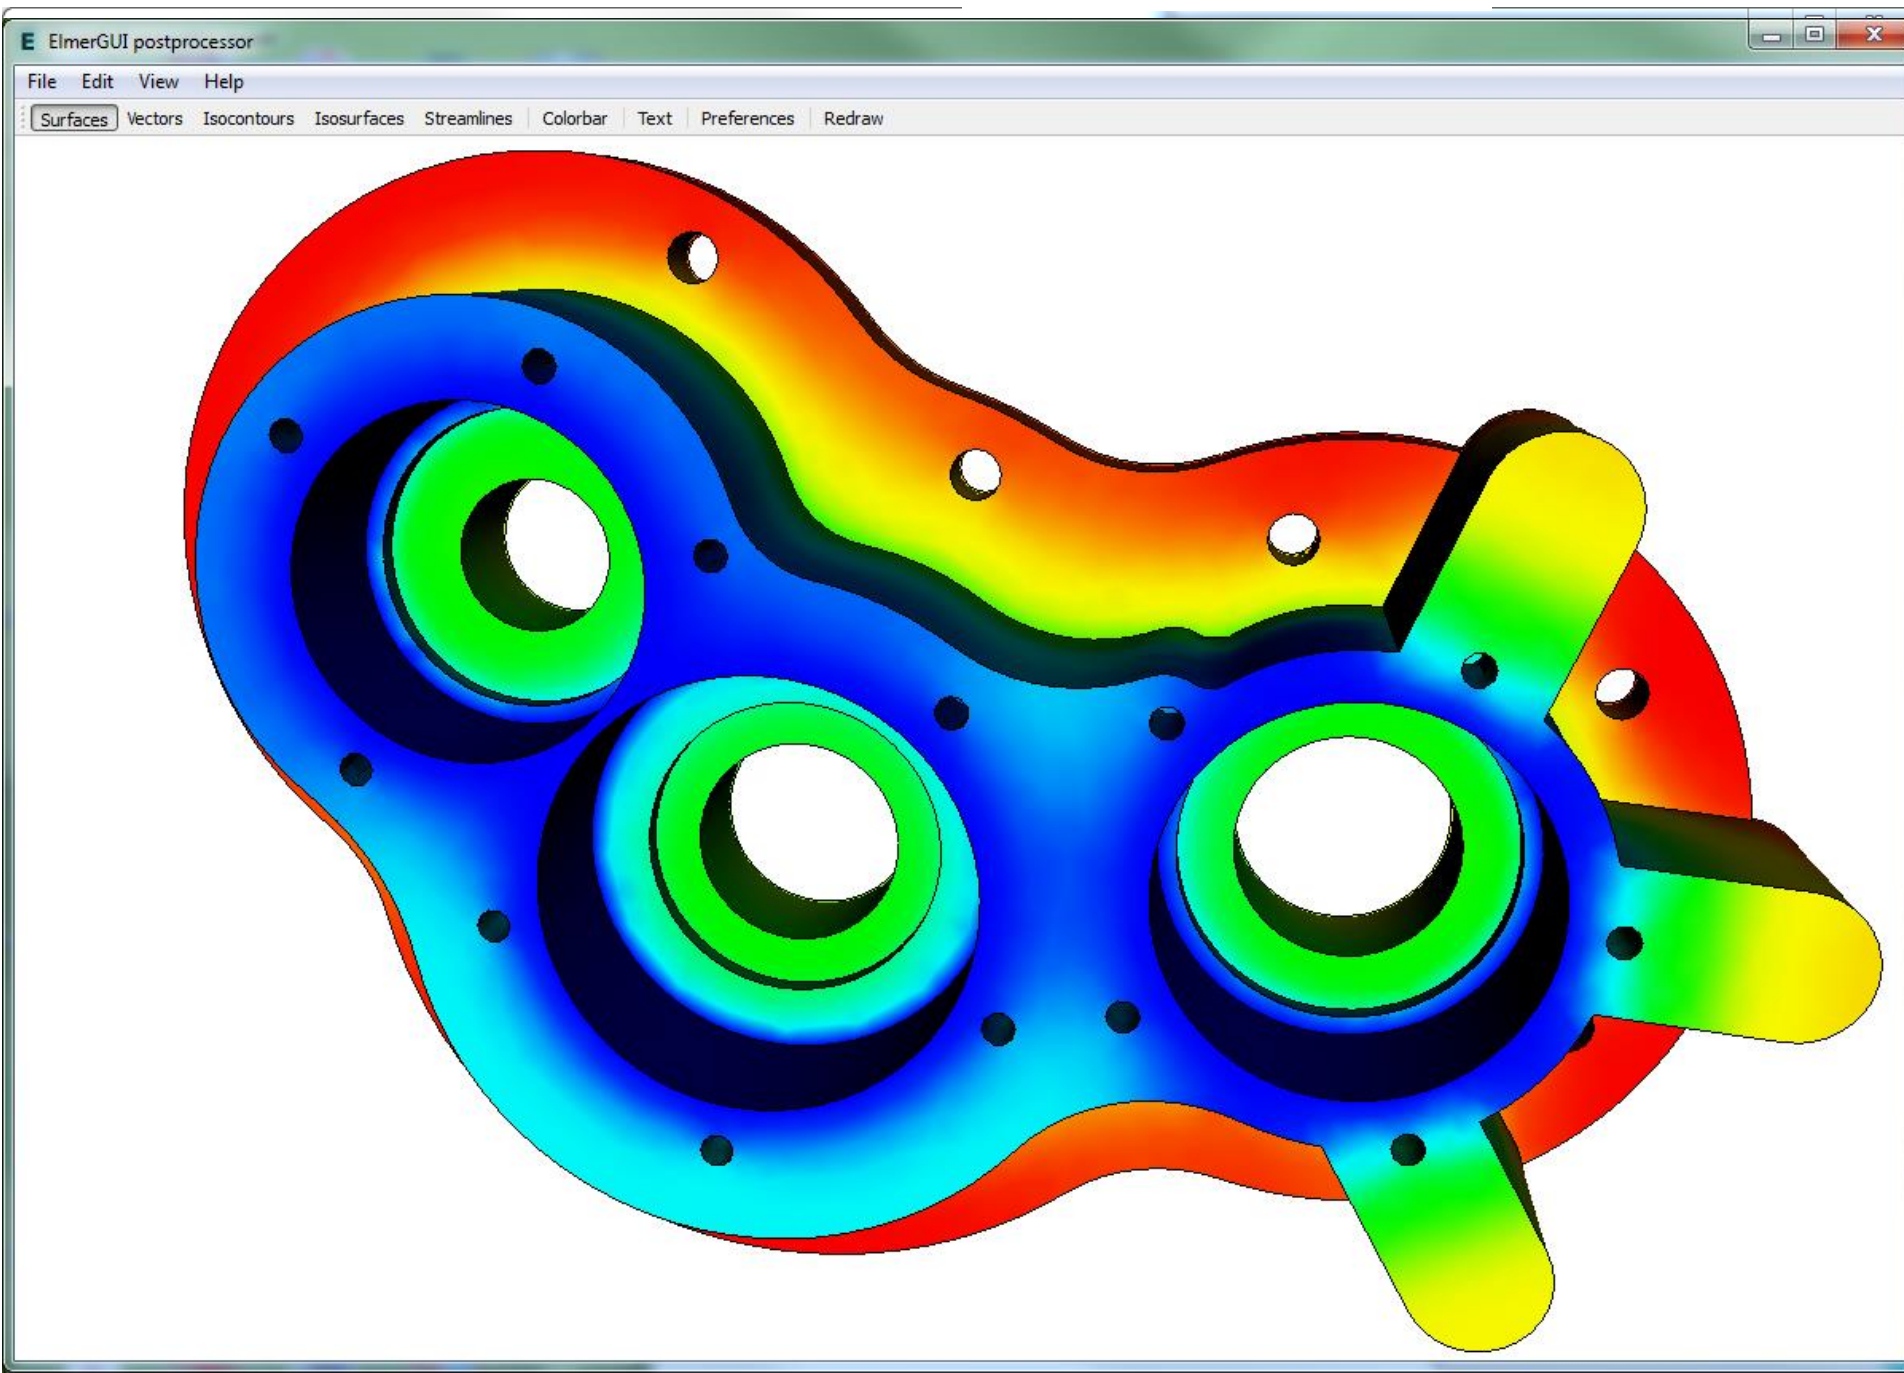 E ElmerGUI postprocessor
File Edit View Help
Surfaces Vectors Isocontours Isosurfaces Streamlines Colorbar Text Preferences Redraw